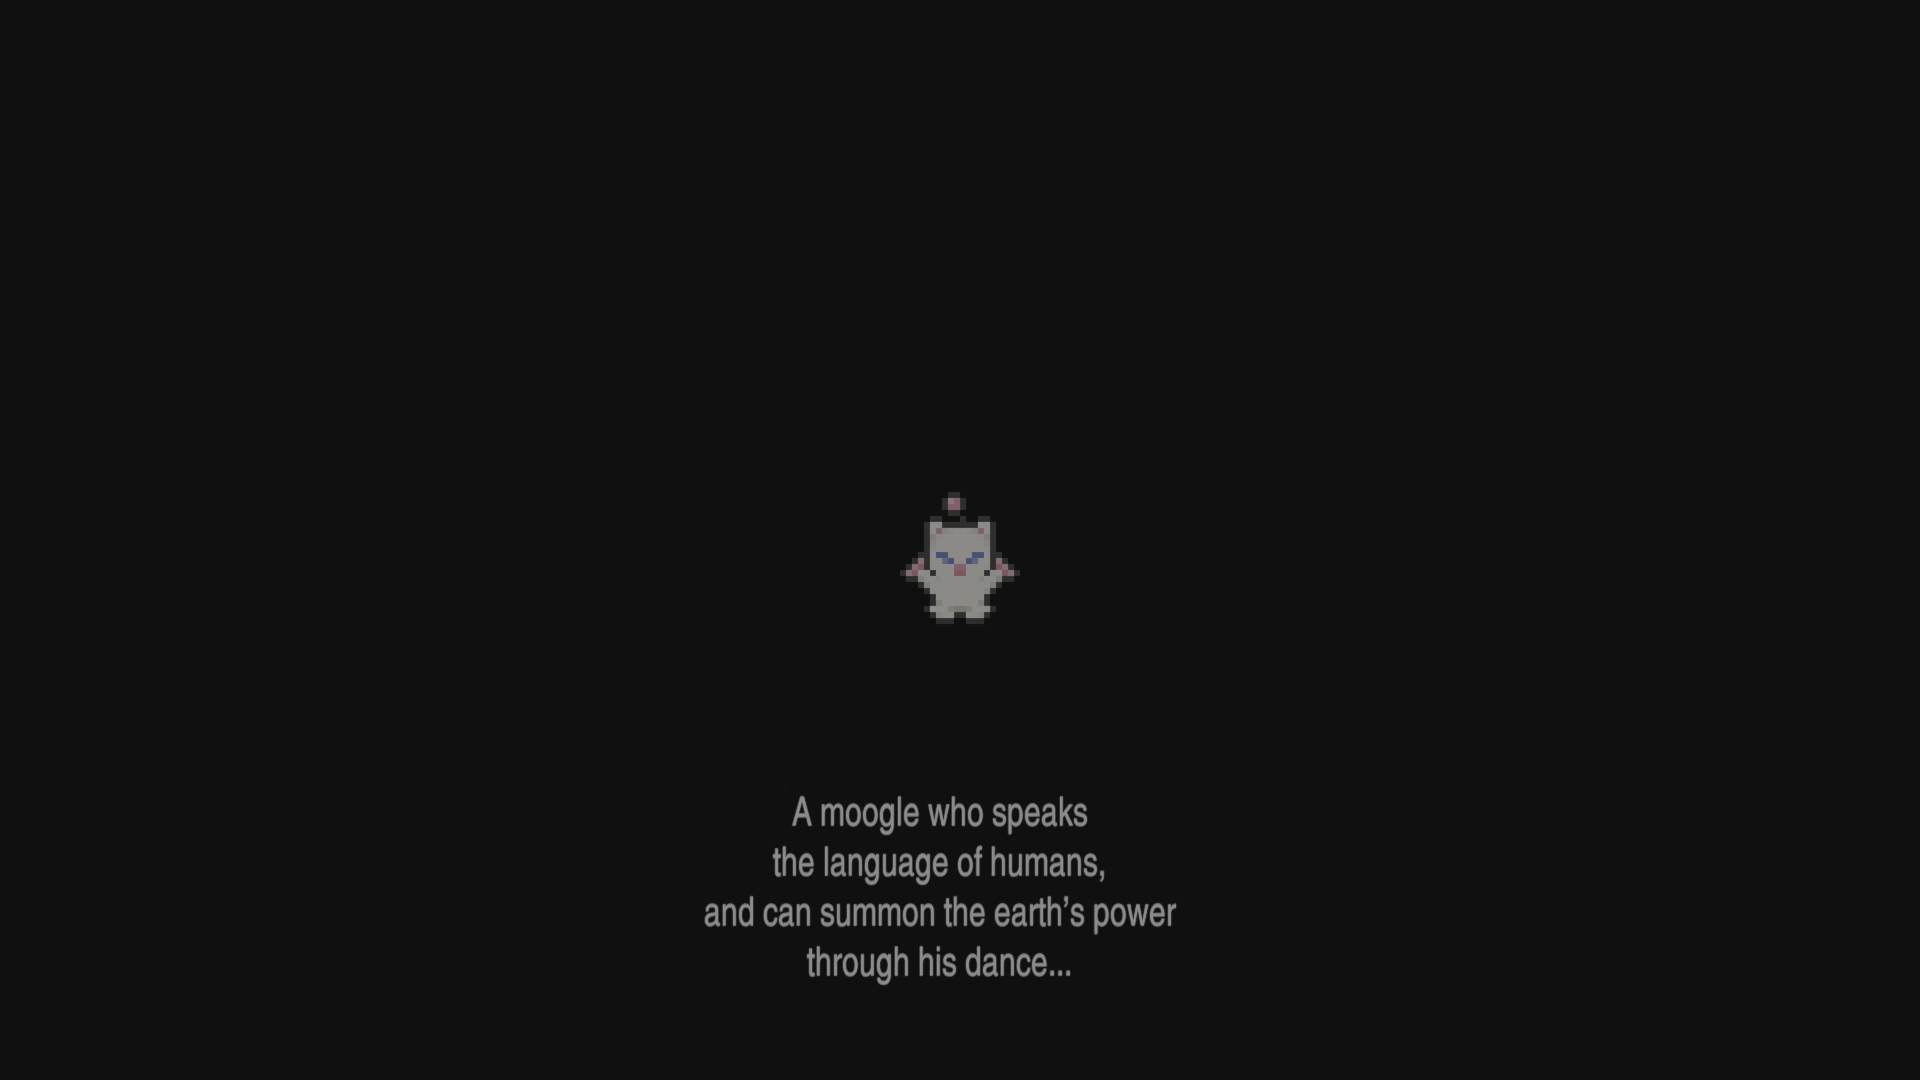 A moogle who speaks
the language of humans,
and can summon the earth’s power
through his dance...